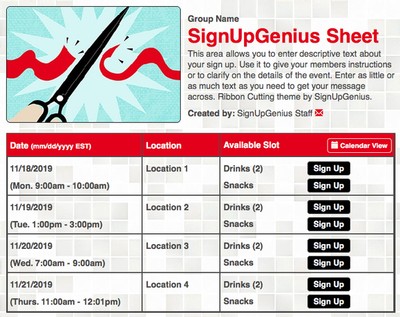 Group Name
SignUpGenius Sheet
This area allows you to enter descriptive text about
your sign up. Use it to give your members instructions
or to clarify on the details of the event. Enter as little or
as much text as you need to get your message
across. Ribbon Cutting theme by SignUpGenius.
Created by: SignUpGenius Staff
Date (mm/dd/yyyy EST) Location Available Slot Calendar View
11/18/2019 Location 1 Drinks (2) Sign Up
(Mon. 9:00am - 10:00am) Snacks Sign Up
11/19/2019 Location 2 Drinks (2) Sign Up
(Tue. 1:00pm - 3:00pm) Snacks Sign Up
11/20/2019 Location 3 Drinks (2) Sign Up
(Wed. 7:00am - 9:00am) Snacks Sign Up
11/21/2019 Location 4 Drinks (2) Sign Up
(Thurs. 11:00am - 12:01pm) Snacks Sign Up